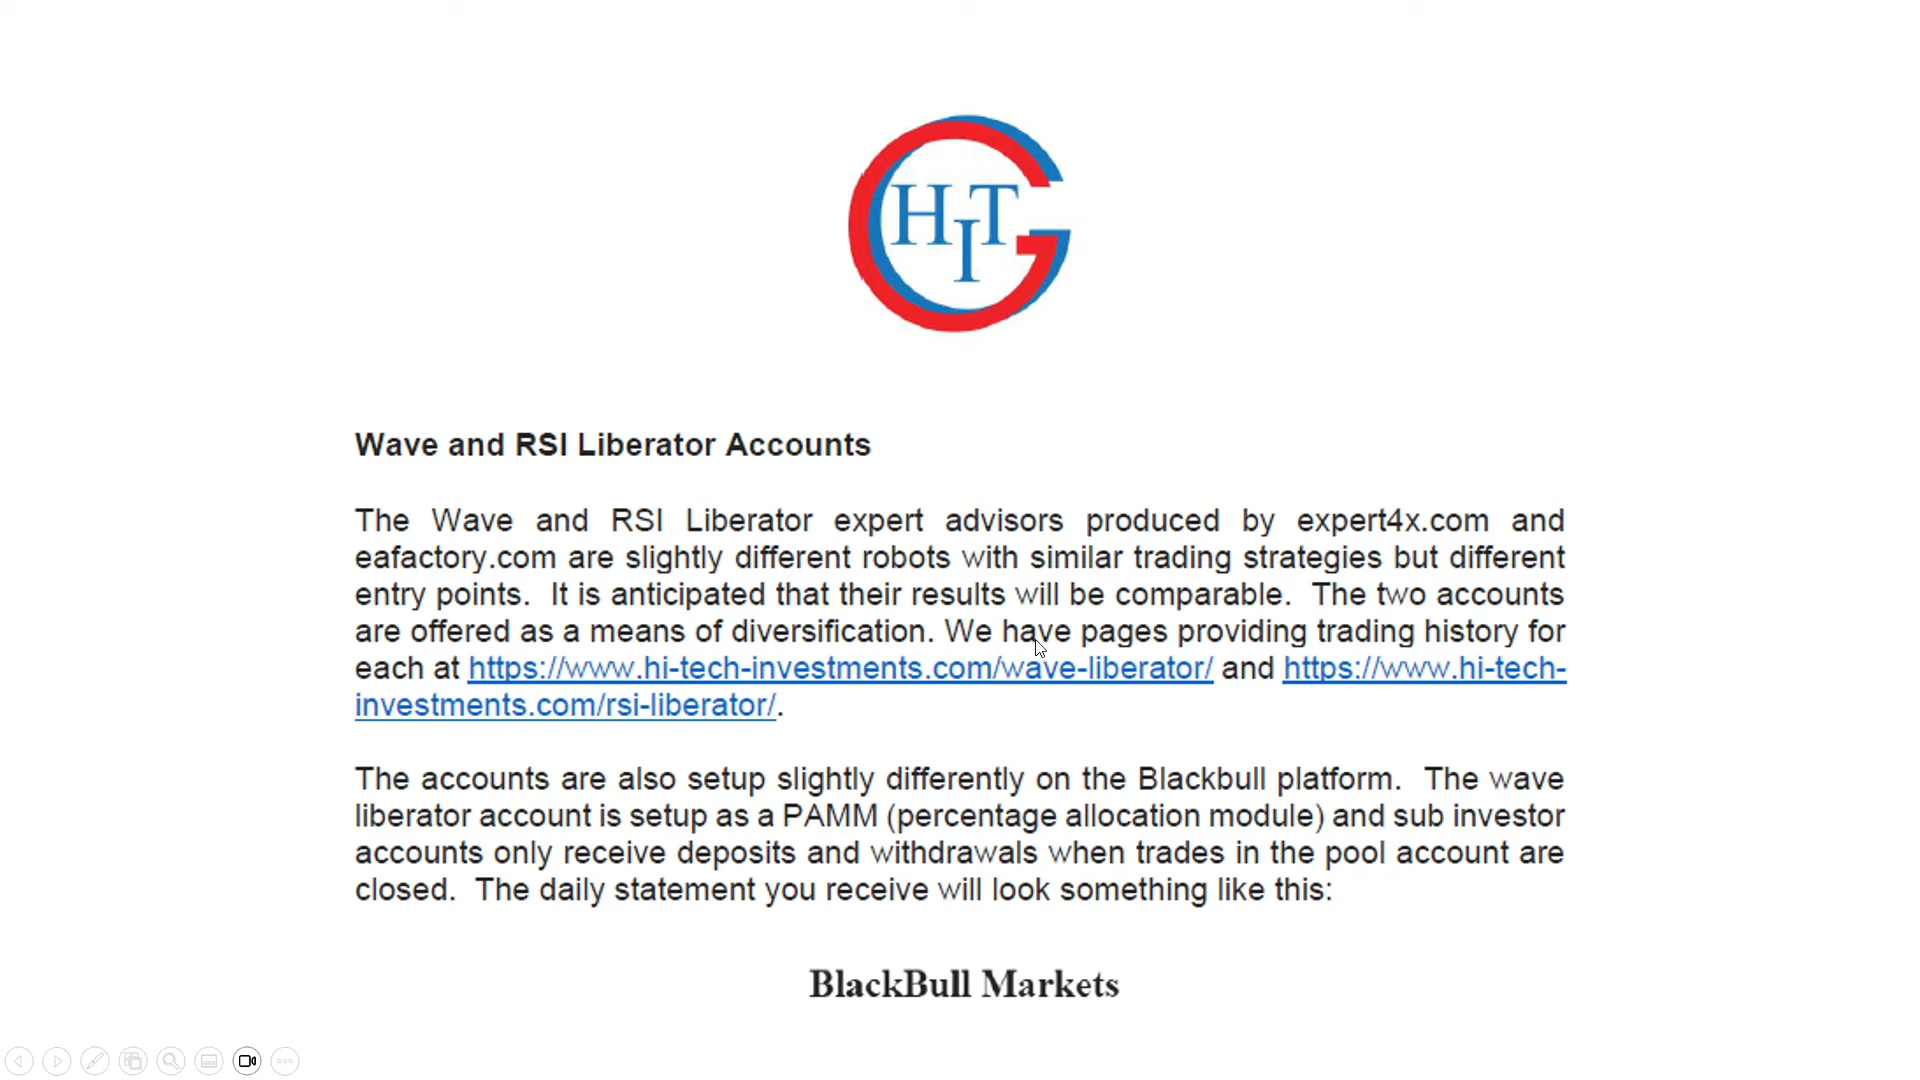 HIT
G
Wave and RSI Liberator Accounts
The Wave and RSI Liberator expert advisors produced by expert4x.com and
eafactory.com are slightly different robots with similar trading strategies but different
entry points. It is anticipated that their results will be comparable. The two accounts
are offered as a means of diversification. We have pages providing trading history for
each at https://www.hi-tech-investments.com/wave-liberator/ and https://www.hi-tech-
investments.com/rsi-liberator/.
The accounts are also setup slightly differently on the Blackbull platform. The wave
liberator account is setup as a PAMM (percentage allocation module) and sub investor
accounts only receive deposits and withdrawals when trades in the pool account are
closed. The daily statement you receive will look something like this:
BlackBull Markets